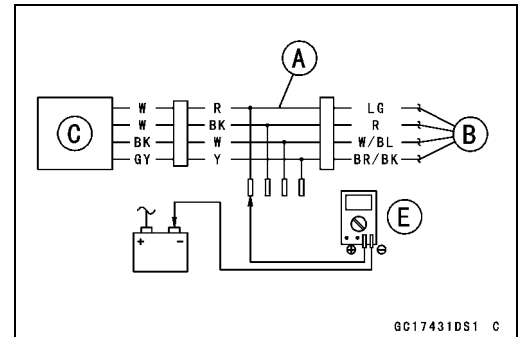 A
W R LG
W BK R
C BK W W/BL B
GY Y BR/BK
E
+ −
⊕ ⊖
GC17431DS1 C